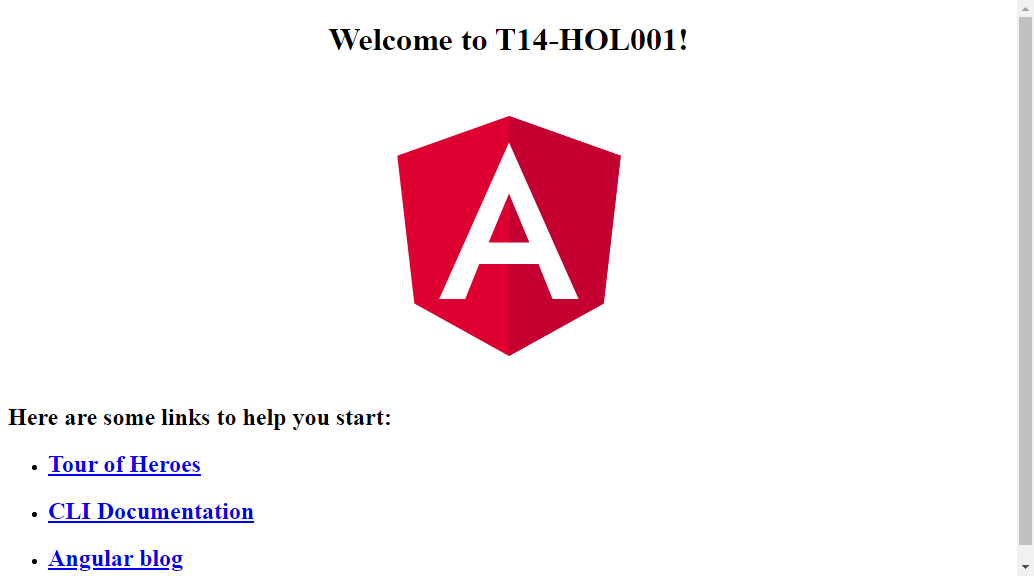 Welcome to T14-HOL001!
A
Here are some links to help you start:
Tour of Heroes
CLI Documentation
Angular blog